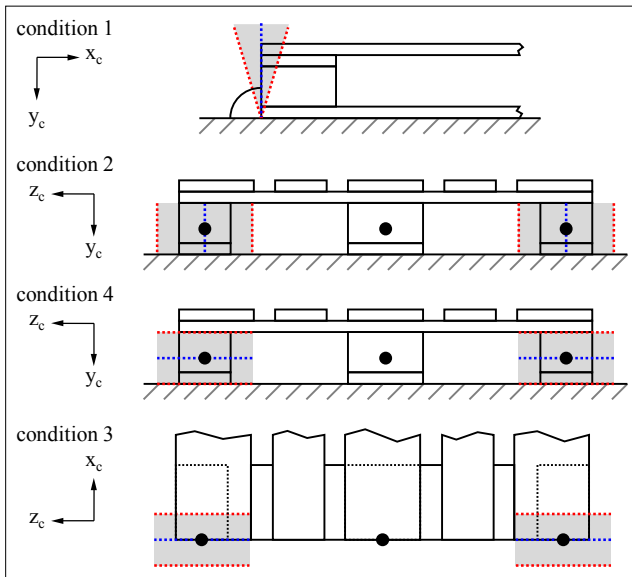 condition 1
x_c
y_c
condition 2
z_c
y_c
condition 4
z_c
y_c
condition 3
x_c
z_c